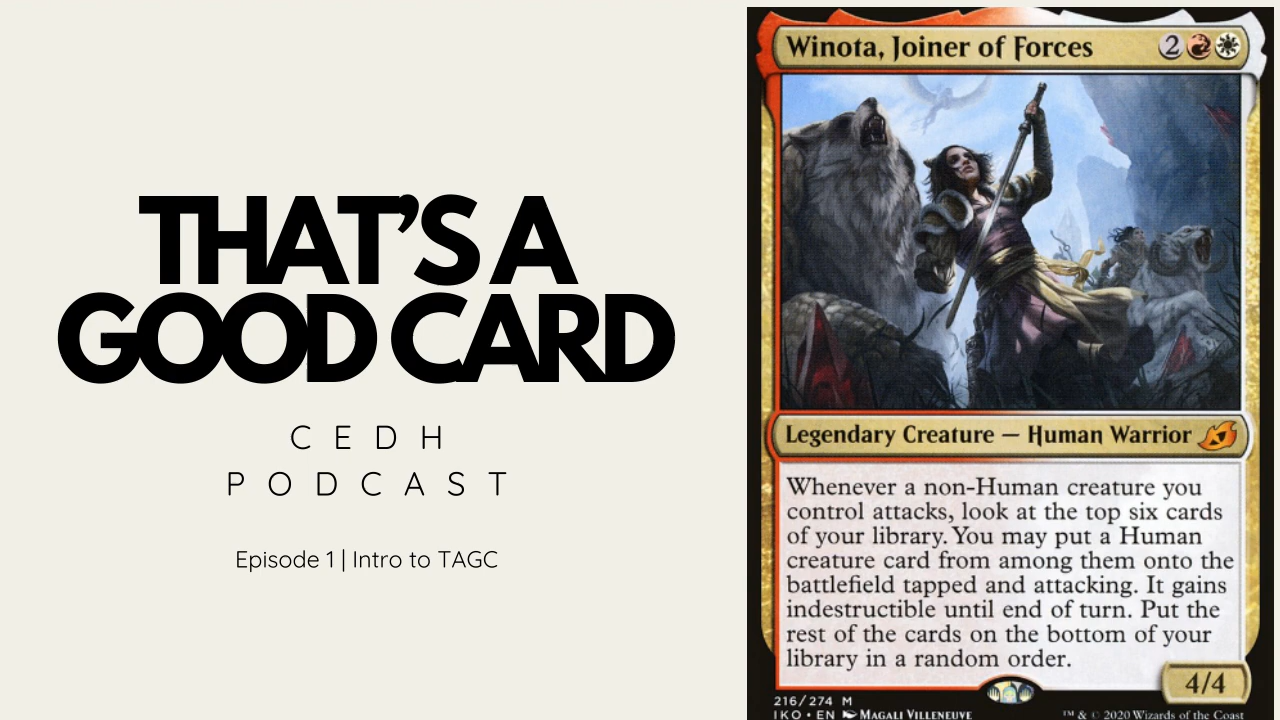 THAT'S A
GOOD CARD
CEDH
PODCAST
Episode 1 | Intro to TAGC
Winota, Joiner of Forces 2
Legendary Creature — Human Warrior
Whenever a non-Human creature you
control attacks, look at the top six cards
of your library. You may put a Human
creature card from among them onto the
battlefield tapped and attacking. It gains
indestructible until end of turn. Put the
rest of the cards on the bottom of your
library in a random order.
4/4
216/274 M
IKO • EN MAGALI VILLENEUVE
™ & © 2020 Wizards of the Coast